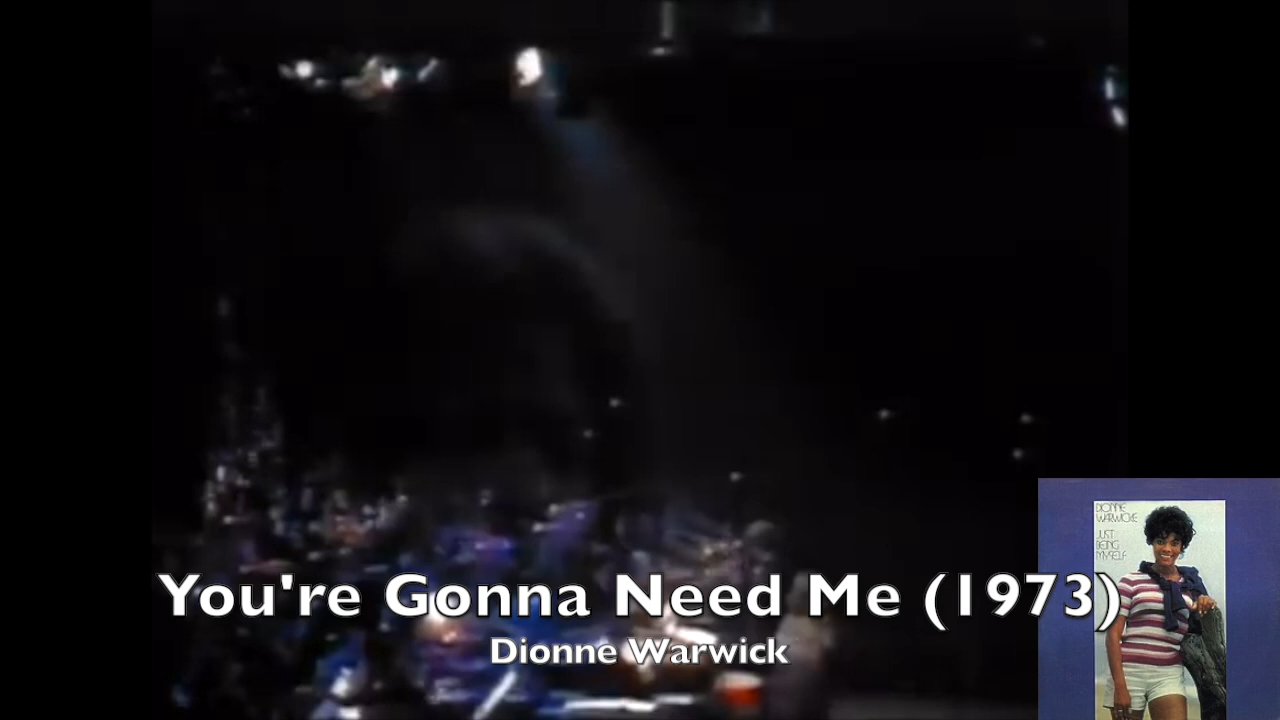 You're Gonna Need Me (1973)
Dionne Warwick
DIONNE
WARWICKE
JUST
BEING
MYSELF